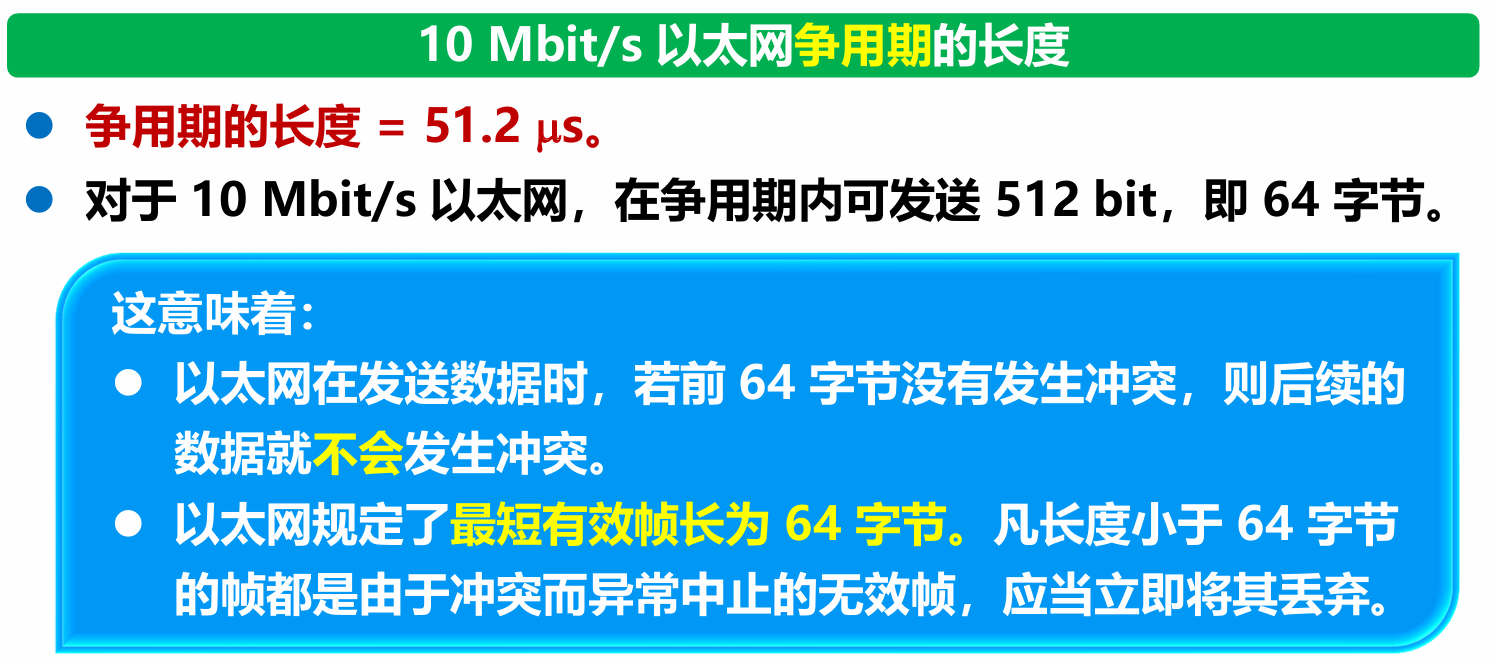 10 Mbit/s 以太网争用期的长度
争用期的长度 = 51.2 μs。
对于 10 Mbit/s 以太网，在争用期内可发送 512 bit，即 64 字节。
这意味着：
以太网在发送数据时，若前 64 字节没有发生冲突，则后续的
数据就不会发生冲突。
以太网规定了最短有效帧长为 64 字节。凡长度小于 64 字节
的帧都是由于冲突而异常中止的无效帧，应当立即将其丢弃。